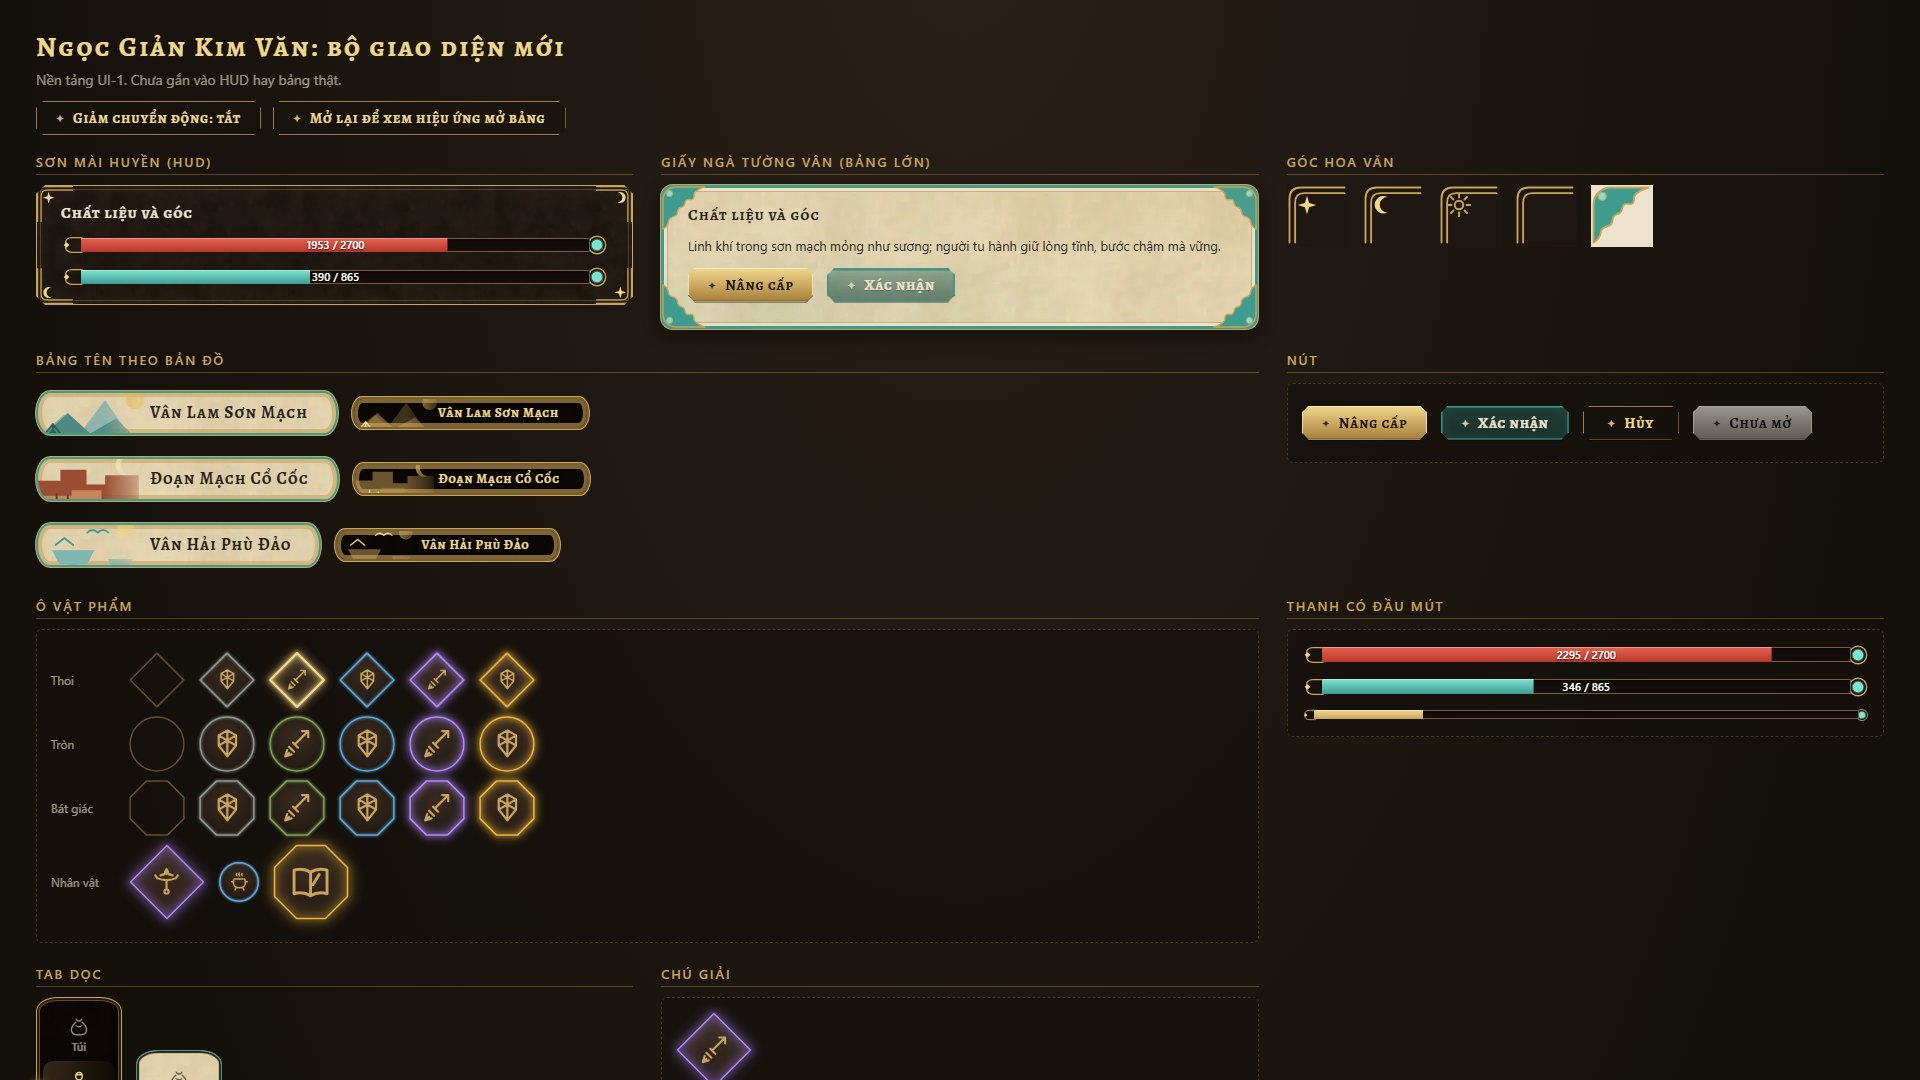 Ngọc Giản Kim Văn: bộ giao diện mới
Nền tảng UI-1. Chưa gắn vào HUD hay bảng thật.
✦ Giảm chuyển động: tắt
✦ Mở lại để xem hiệu ứng mở bảng
SƠN MÀI HUYỀN (HUD)
Chất liệu và góc
1953 / 2700
390 / 865
GIẤY NGÀ TƯỜNG VÂN (BẢNG LỚN)
Chất liệu và góc
Linh khí trong sơn mạch mỏng như sương; người tu hành giữ lòng tĩnh, bước chậm mà vững.
✦ Nâng cấp
✦ Xác nhận
GÓC HOA VĂN
BẢNG TÊN THEO BẢN ĐỒ
Vân Lam Sơn Mạch
Vân Lam Sơn Mạch
Đoạn Mạch Cổ Cốc
Đoạn Mạch Cổ Cốc
Vân Hải Phù Đảo
Vân Hải Phù Đảo
NÚT
✦ Nâng cấp
✦ Xác nhận
✦ Hủy
✦ Chưa mở
Ô VẬT PHẨM
Thoi
Tròn
Bát giác
Nhân vật
THANH CÓ ĐẦU MÚT
2295 / 2700
346 / 865
TAB DỌC
Túi
CHÚ GIẢI